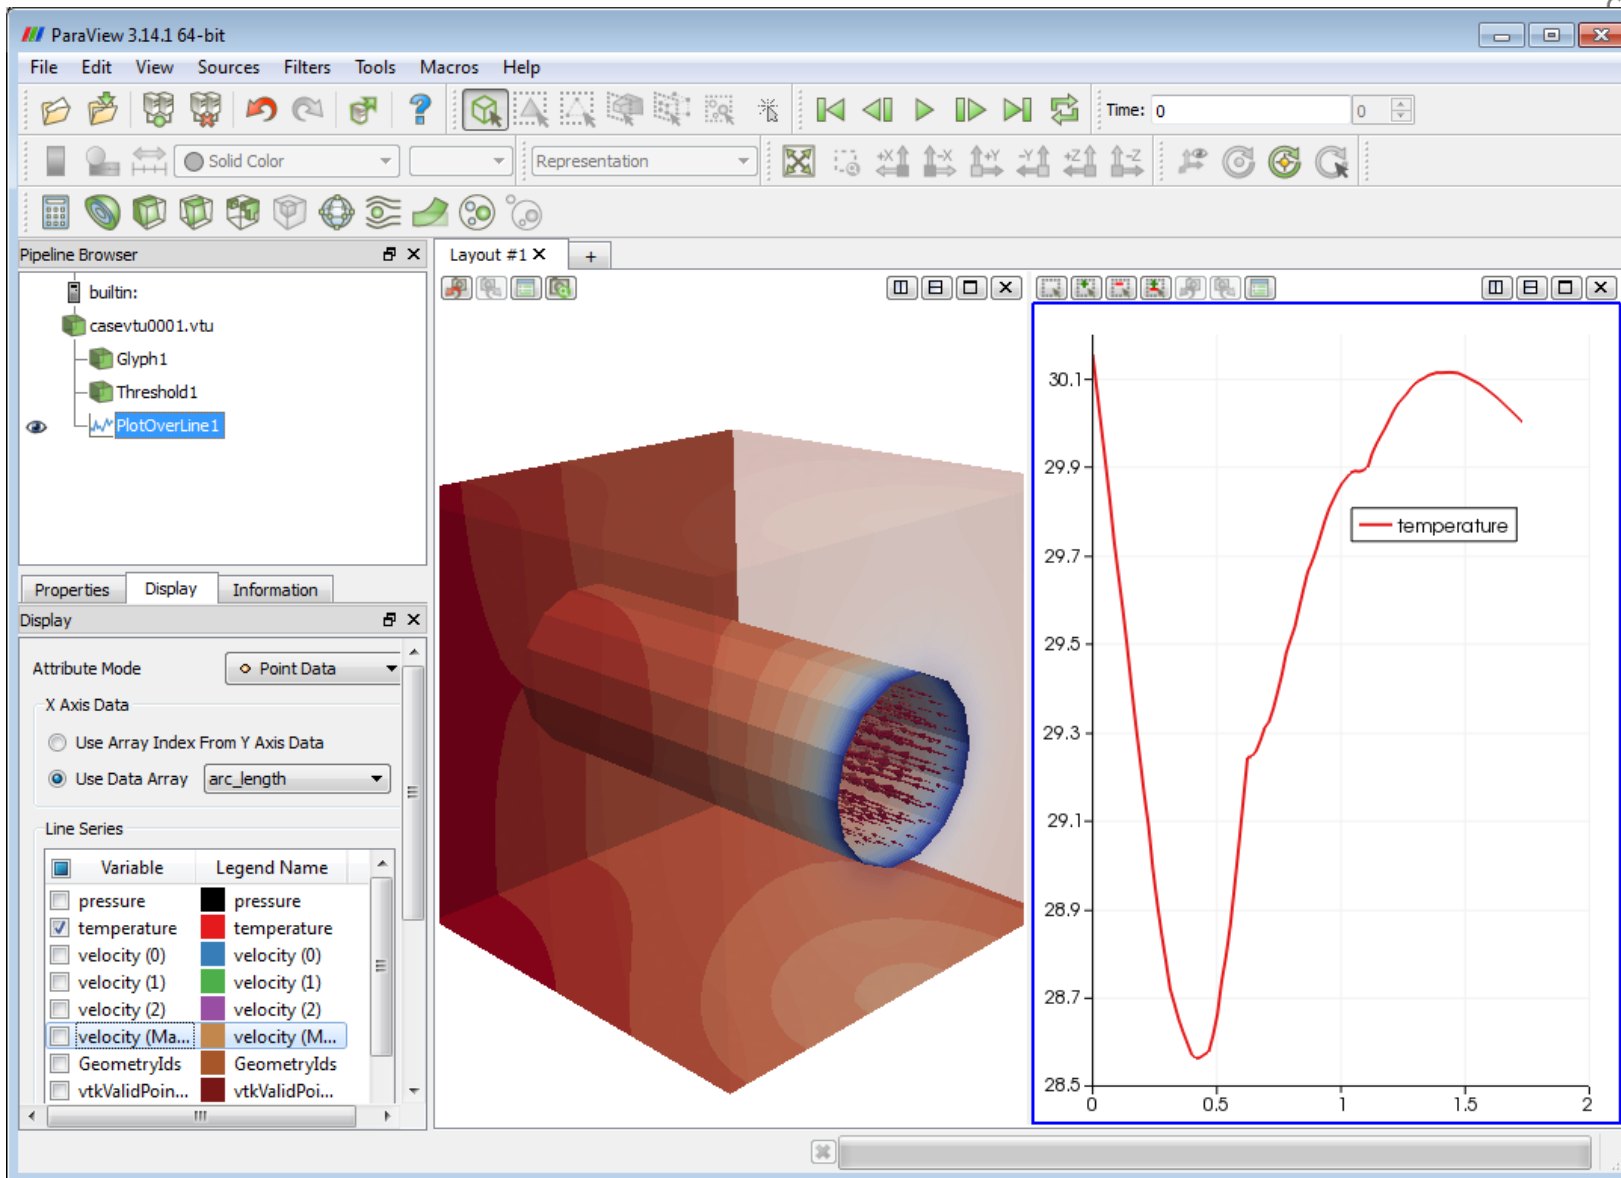 ParaView 3.14.1 64-bit
File Edit View Sources Filters Tools Macros Help
Time: 0 0
Solid Color Representation
+X -X +Y -Y +Z -Z
Pipeline Browser
Layout #1 +
builtin:
casevtu0001.vtu
Glyph1
Threshold1
PlotOverLine1
Properties Display Information
Display
Attribute Mode Point Data
X Axis Data
Use Array Index From Y Axis Data
Use Data Array arc_length
Line Series
Variable Legend Name
pressure pressure
temperature temperature
velocity (0) velocity (0)
velocity (1) velocity (1)
velocity (2) velocity (2)
velocity (Ma... velocity (M...
GeometryIds GeometryIds
vtkValidPoin... vtkValidPoi...
30.1
29.9
29.7
29.5
29.3
29.1
28.9
28.7
28.5
0 0.5 1 1.5 2
temperature